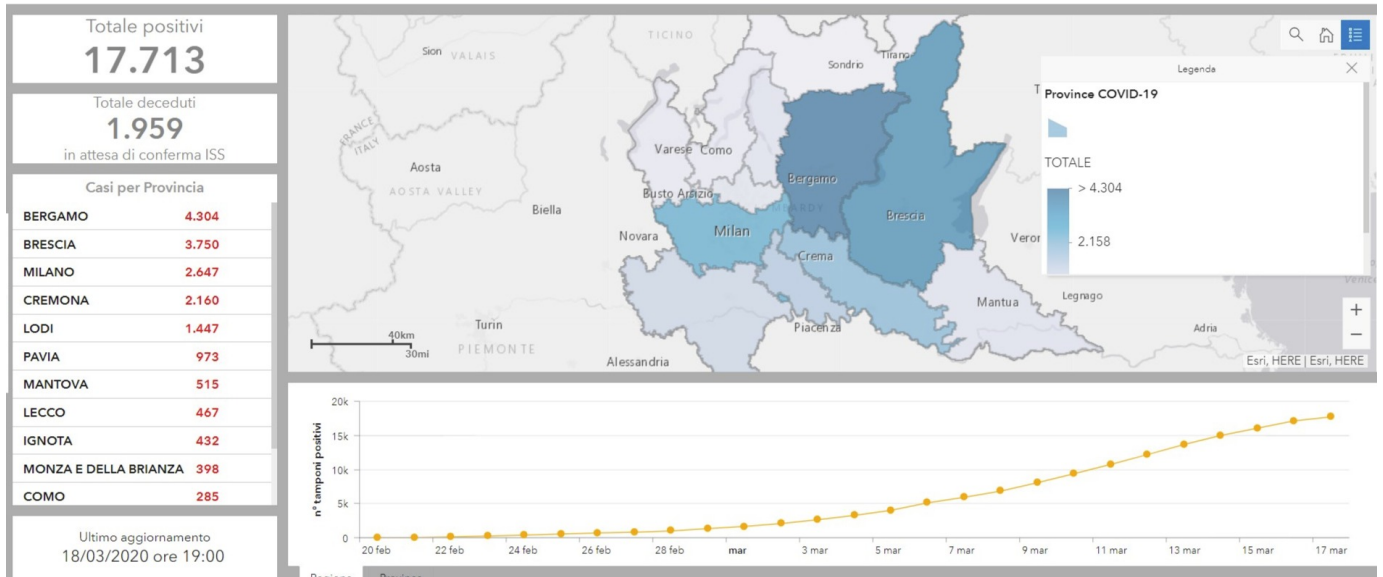 Totale positivi
17.713
Totale deceduti
1.959
in attesa di conferma ISS
Casi per Provincia
BERGAMO 4.304
BRESCIA 3.750
MILANO 2.647
CREMONA 2.160
LODI 1.447
PAVIA 973
MANTOVA 515
LECCO 467
IGNOTA 432
MONZA E DELLA BRIANZA 398
COMO 285
Ultimo aggiornamento
18/03/2020 ore 19:00
TICINO
Sion VALAIS
Sondrio
Tirano
FRANCE
ITALY
Aosta
AOSTA VALLEY
Varese Como
Busto Arsizio
Bergamo
Biella
Novara
Milan
Brescia
Crema
Mantua
Legnago
Piacenza
Turin
PIEMONTE
Alessandria
Adria
40km
30mi
Legenda
Province COVID-19
TOTALE
> 4.304
2.158
+
−
Esri, HERE | Esri, HERE
n° tamponi positivi
20k
15k
10k
5k
0
20 feb 22 feb 24 feb 26 feb 28 feb mar 3 mar 5 mar 7 mar 9 mar 11 mar 13 mar 15 mar 17 mar
Regione Province